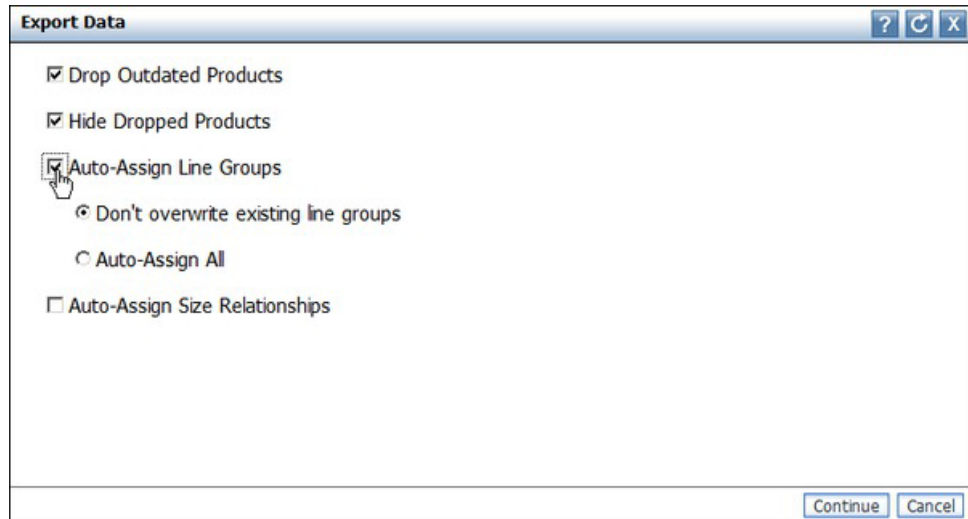 Export Data
? X
Drop Outdated Products
Hide Dropped Products
Auto-Assign Line Groups
Don't overwrite existing line groups
Auto-Assign All
Auto-Assign Size Relationships
Continue Cancel